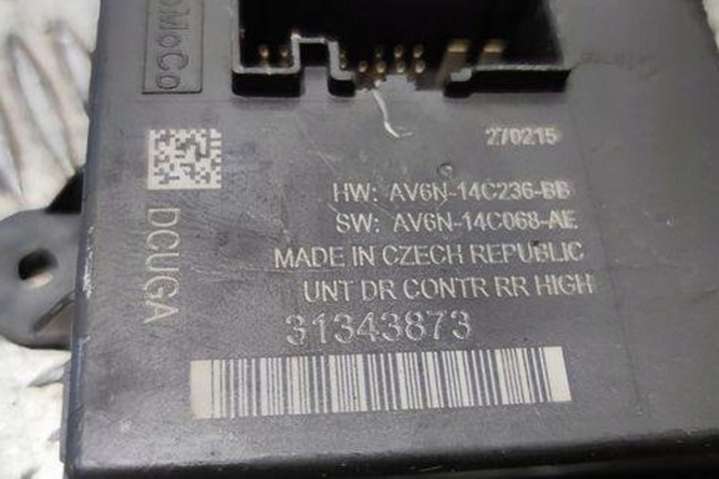 FoMoCo
270215
HW: AV6N-14C236-BB
SW: AV6N-14C068-AE
MADE IN CZECH REPUBLIC
UNT DR CONTR RR HIGH
31343873
DCUGA